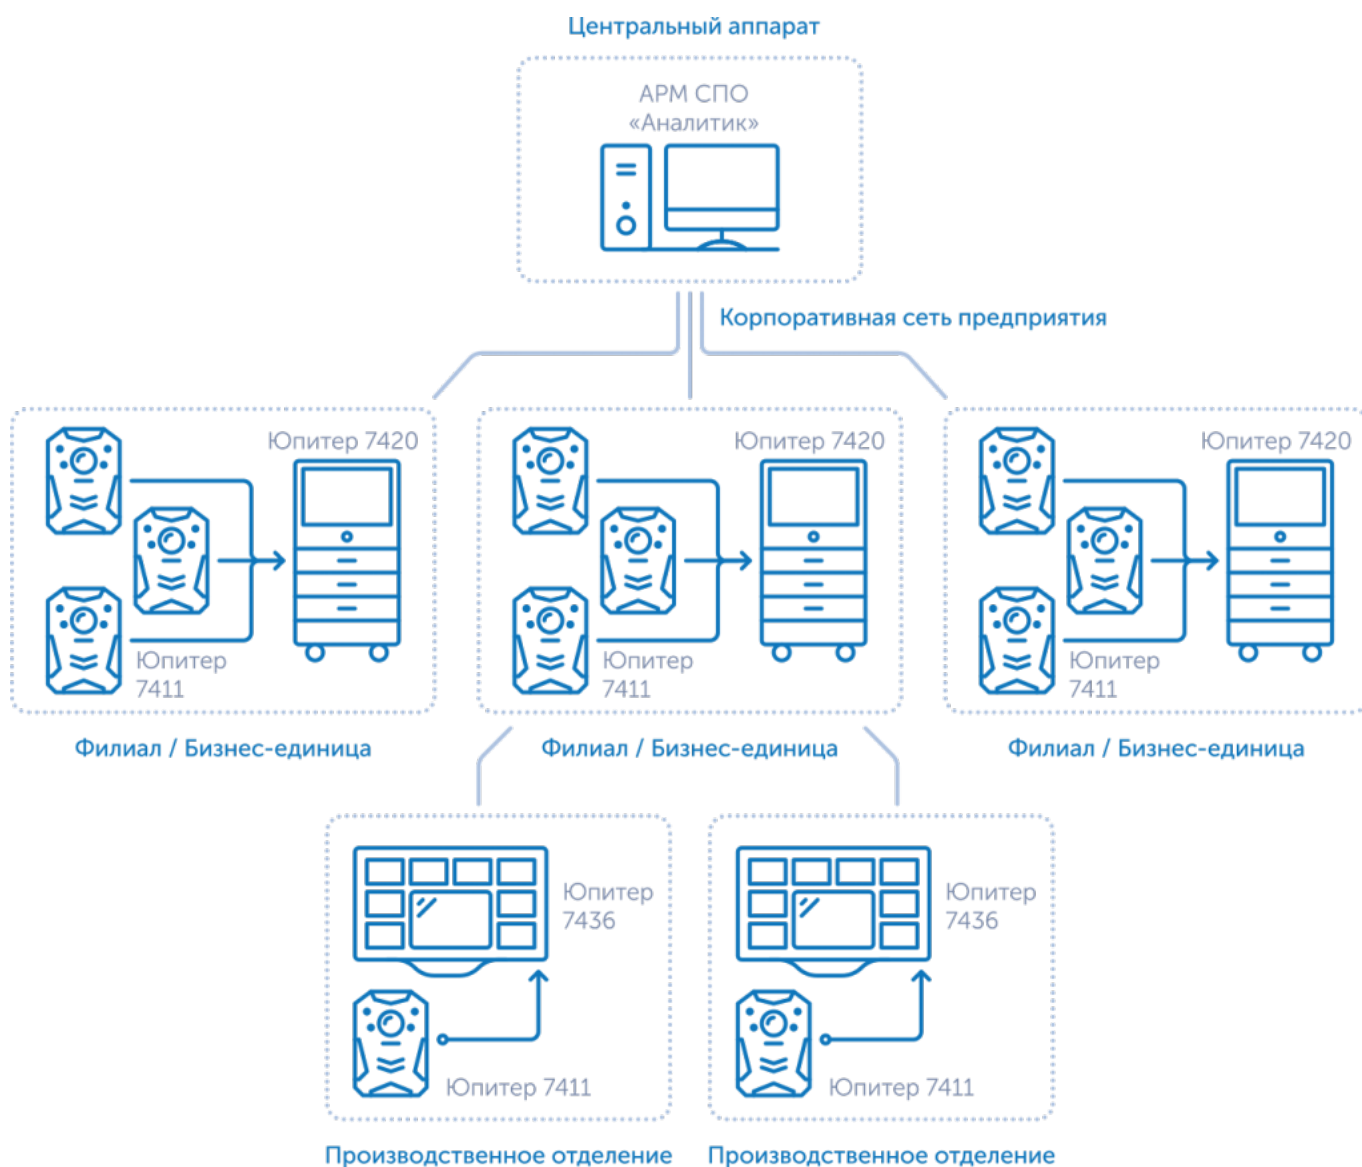 Центральный аппарат
АРМ СПО
«Аналитик»
Корпоративная сеть предприятия
Юпитер 7420
Юпитер
7411
Филиал / Бизнес-единица
Юпитер 7420
Юпитер
7411
Филиал / Бизнес-единица
Юпитер 7420
Юпитер
7411
Филиал / Бизнес-единица
Юпитер
7436
Юпитер 7411
Производственное отделение
Юпитер
7436
Юпитер 7411
Производственное отделение